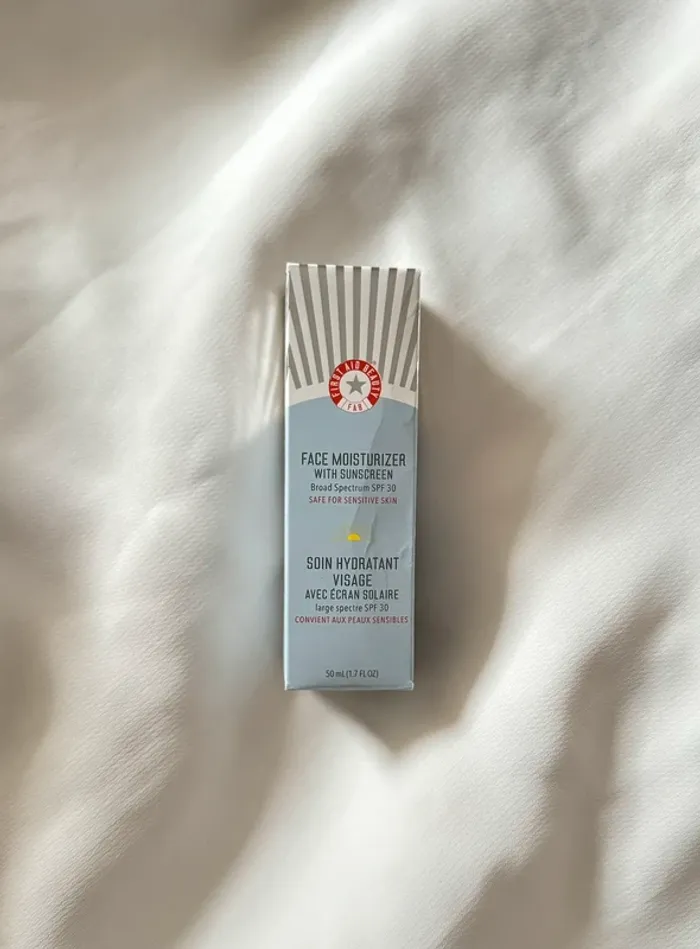 FIRST AID BEAUTY
FAB
FACE MOISTURIZER
WITH SUNSCREEN
Broad Spectrum SPF 30
SAFE FOR SENSITIVE SKIN
SOIN HYDRATANT
VISAGE
AVEC ÉCRAN SOLAIRE
large spectre SPF 30
CONVIENT AUX PEAUX SENSIBLES
50 mL (1.7 FL OZ)